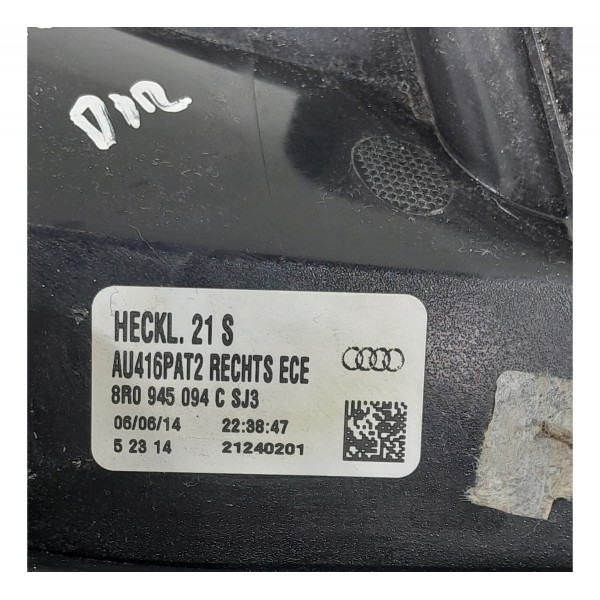 DIR
HECKL. 21 S
AU416PAT2 RECHTS ECE
8R0 945 094 C SJ3
06/06/14 22:38:47
5 23 14 21240201